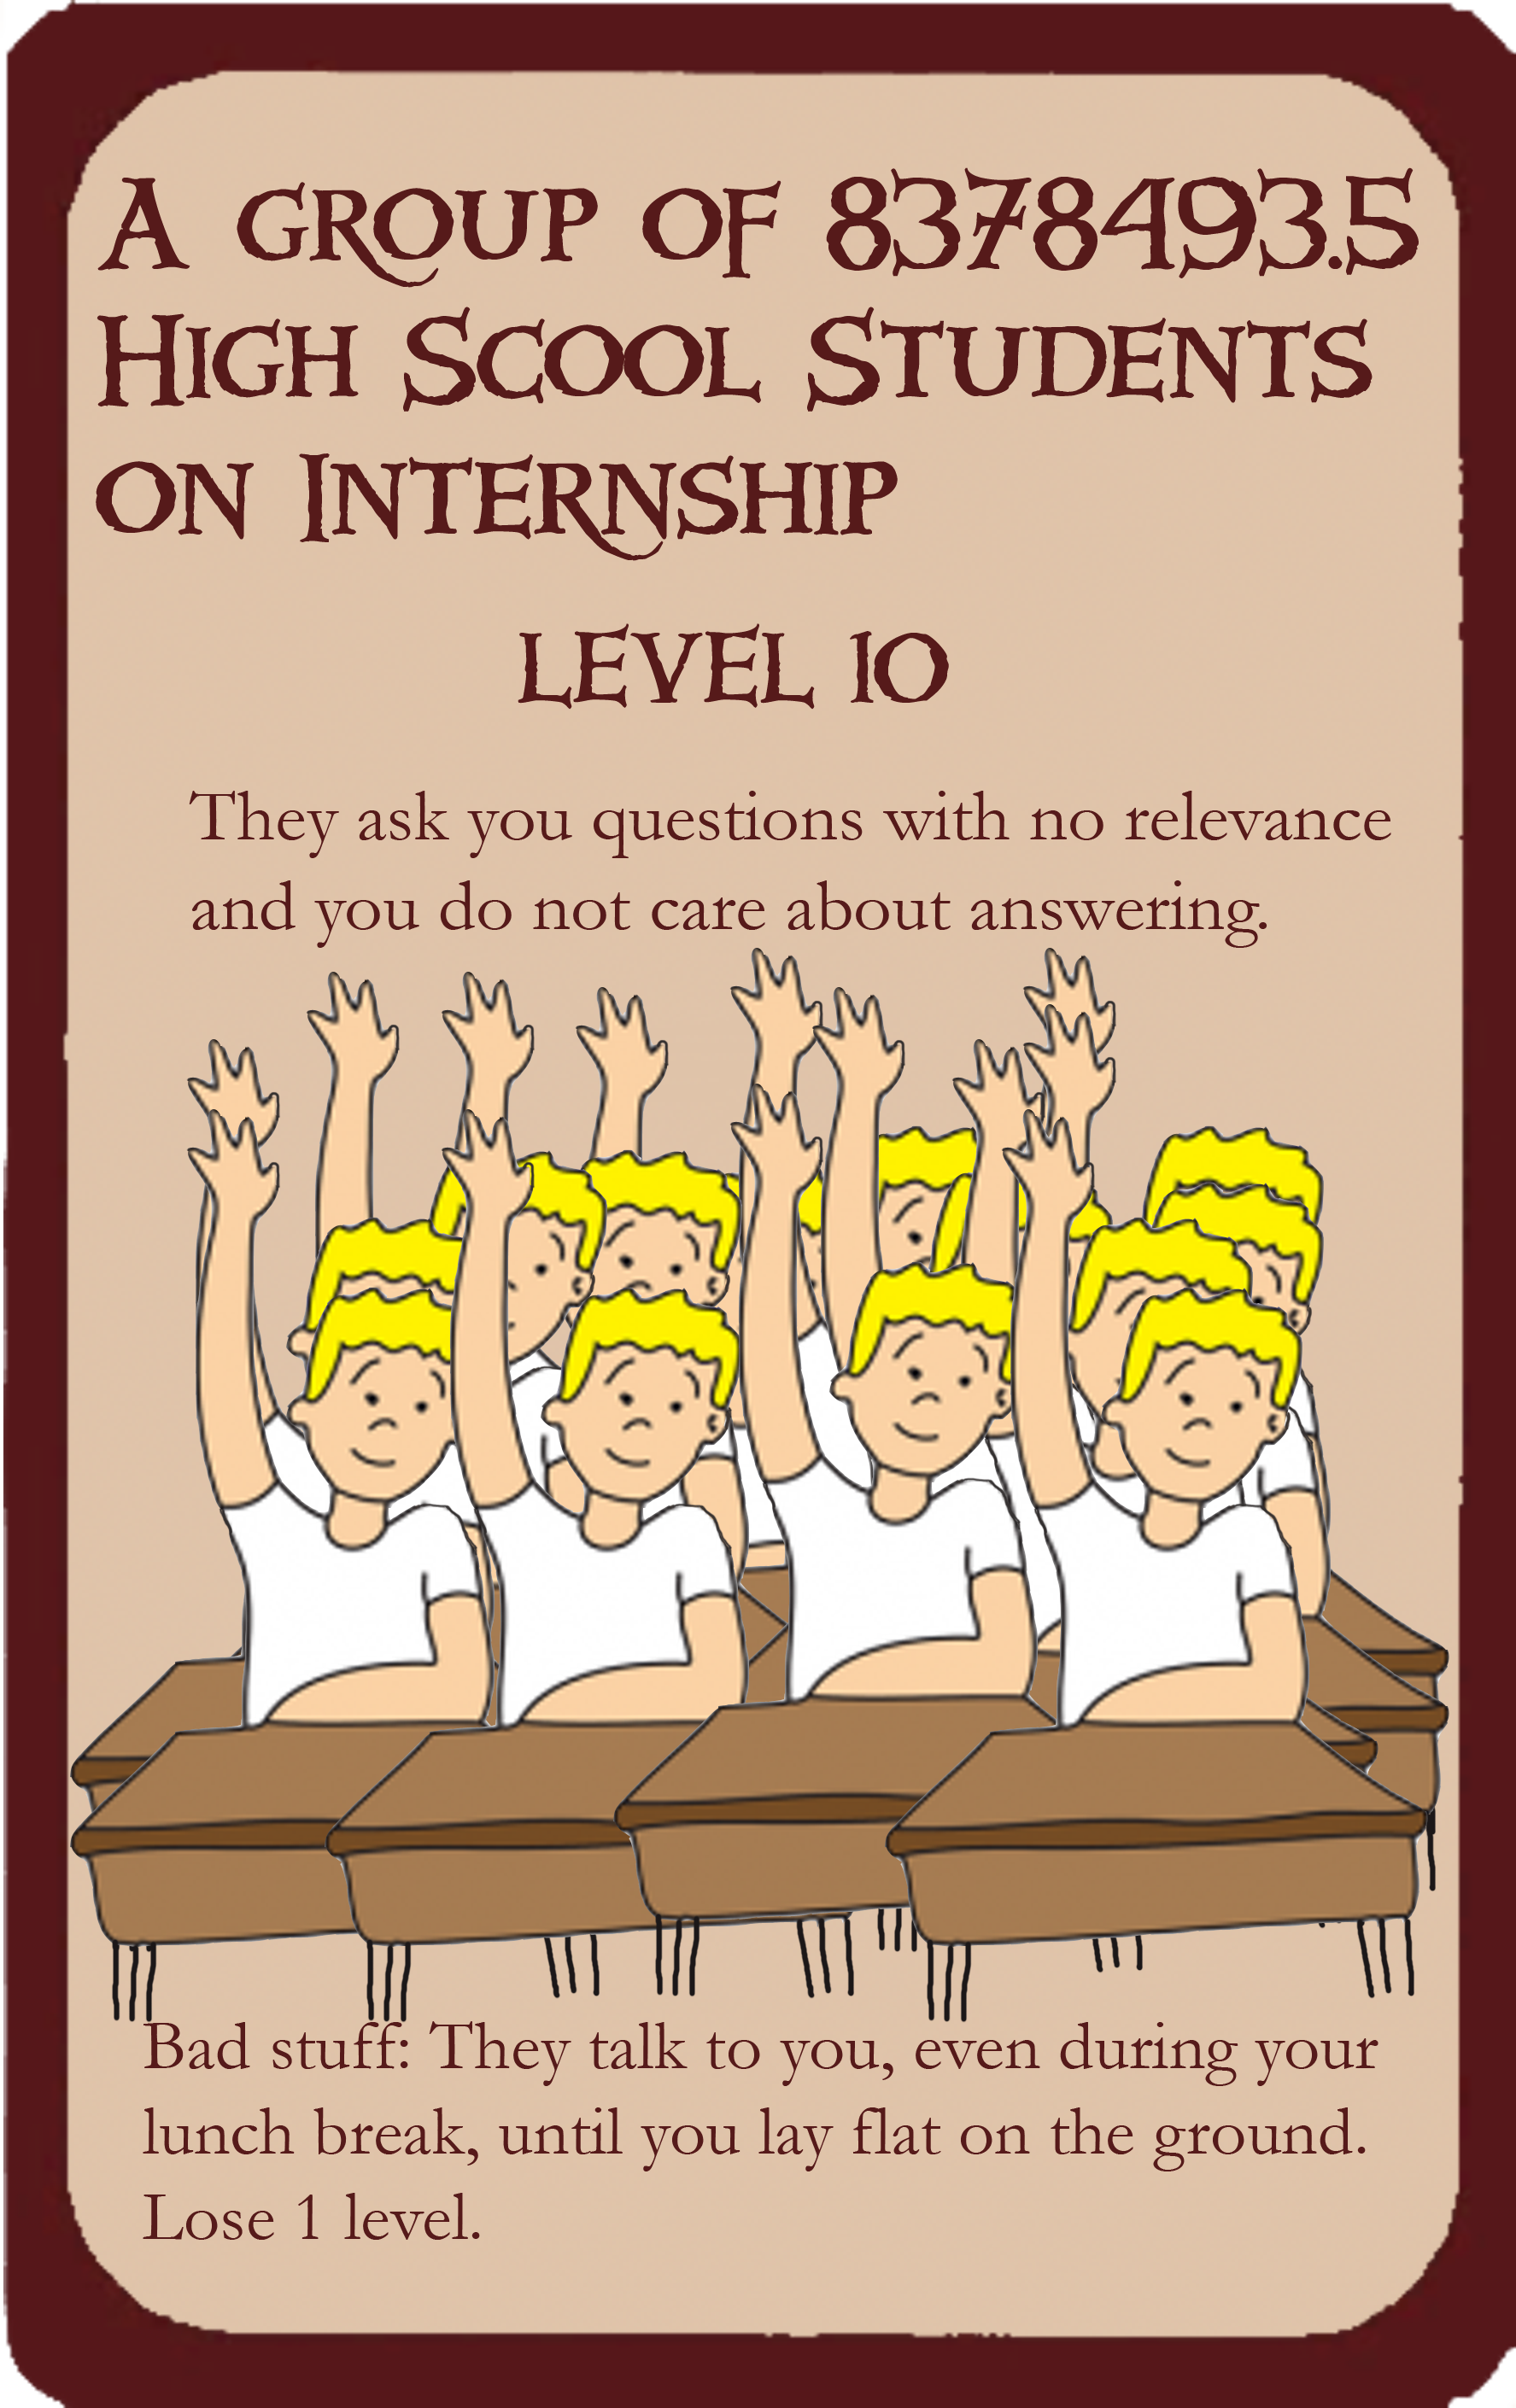 A group of 8378493.5
High Scool Students
on Internship
LEVEL 10
They ask you questions with no relevance
and you do not care about answering.
Bad stuff: They talk to you, even during your
lunch break, until you lay flat on the ground.
Lose 1 level.